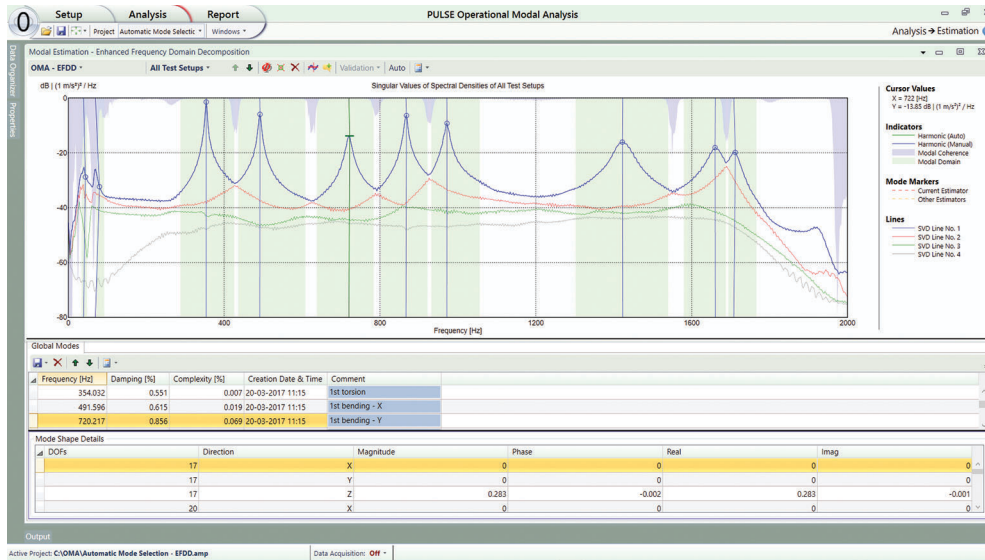 Setup Analysis Report PULSE Operational Modal Analysis
Project Automatic Mode Selectic Windows Analysis → Estimation
Data Organizer Properties
Modal Estimation - Enhanced Frequency Domain Decomposition
OMA - EFDD All Test Setups Validation Auto
dB | (1 m/s²)² / Hz Singular Values of Spectral Densities of All Test Setups
0
-20
-40
-60
-80
0 400 800 1200 1600 2000
Frequency [Hz]
Cursor Values
X = 722 [Hz]
Y = -13.85 dB | (1 m/s²)² / Hz
Indicators
Harmonic (Auto)
Harmonic (Manual)
Modal Coherence
Modal Domain
Mode Markers
Current Estimator
Other Estimators
Lines
SVD Line No. 1
SVD Line No. 2
SVD Line No. 3
SVD Line No. 4
Global Modes
Frequency [Hz] Damping [%] Complexity [%] Creation Date & Time Comment
354.032 0.551 0.007 20-03-2017 11:15 1st torsion
491.596 0.615 0.019 20-03-2017 11:15 1st bending - X
720.217 0.856 0.069 20-03-2017 11:15 1st bending - Y
Mode Shape Details
DOFs Direction Magnitude Phase Real Imag
17 X 0 0 0 0
17 Y 0 0 0 0
17 Z 0.283 -0.002 0.283 -0.001
20 X 0 0 0 0
Output
Active Project: C:\OMA\Automatic Mode Selection - EFDD.amp Data Acquisition: Off